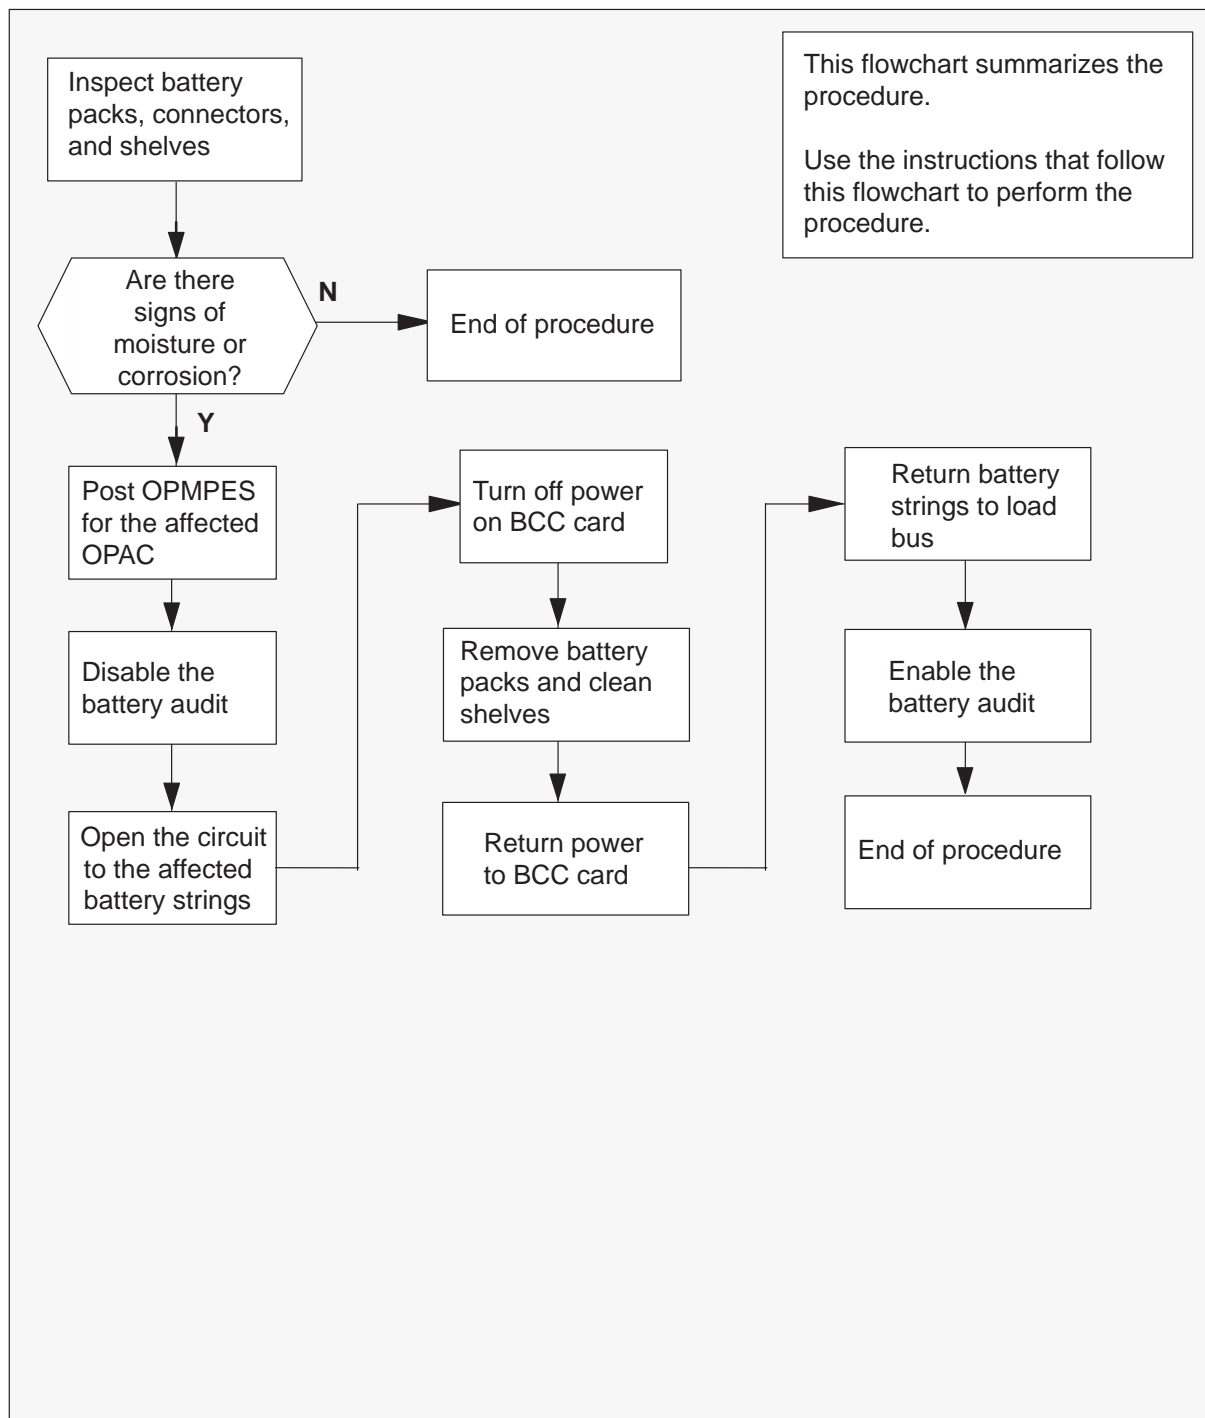 Inspect battery
packs, connectors,
and shelves
This flowchart summarizes the
procedure.
Use the instructions that follow
this flowchart to perform the
procedure.
Are there
signs of
moisture or
corrosion?
N
End of procedure
Y
Post OPMPES
for the affected
OPAC
Disable the
battery audit
Open the circuit
to the affected
battery strings
Turn off power
on BCC card
Remove battery
packs and clean
shelves
Return power
to BCC card
Return battery
strings to load
bus
Enable the
battery audit
End of procedure